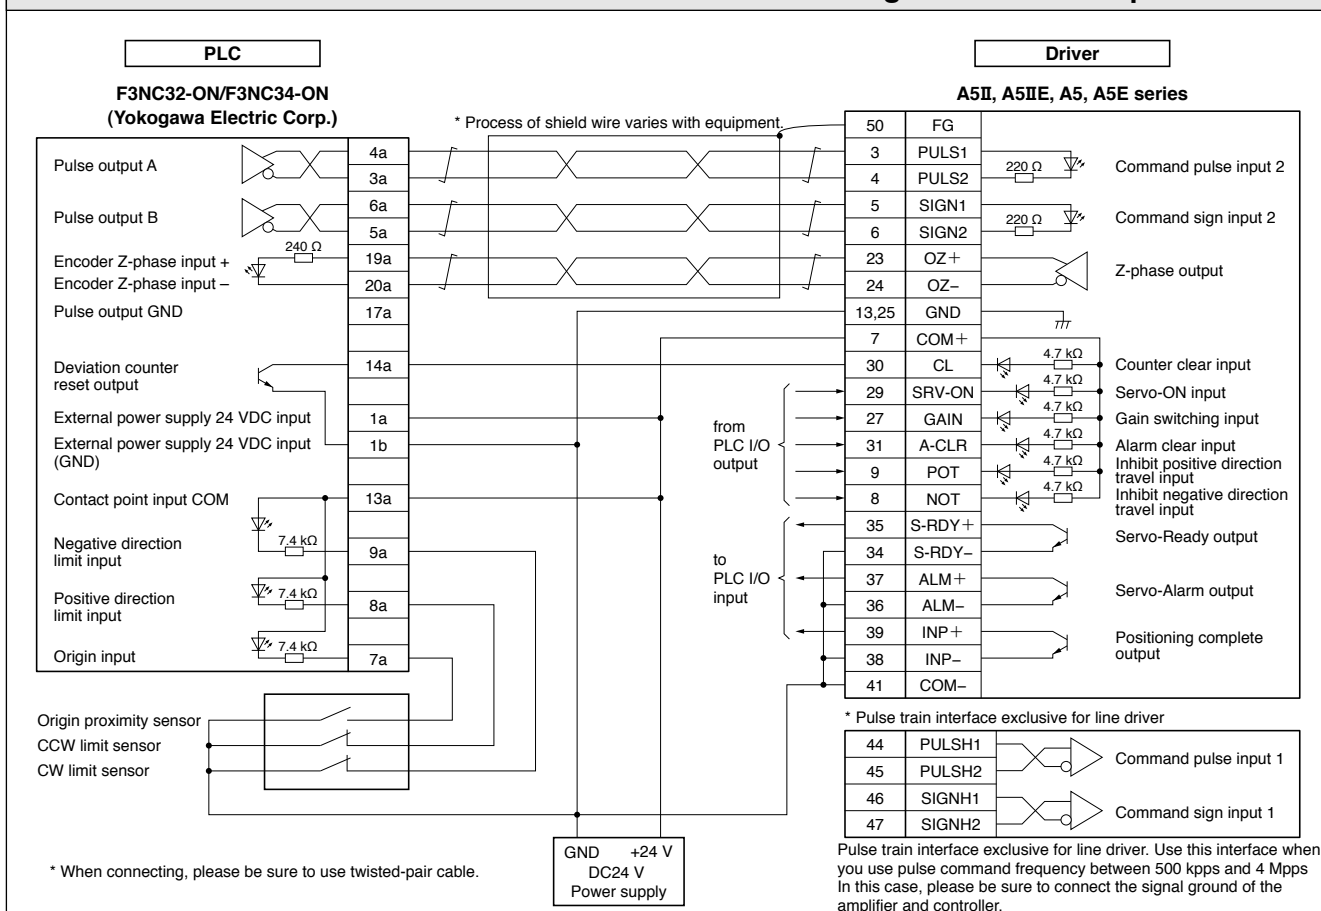 PLC
F3NC32-ON/F3NC34-ON
(Yokogawa Electric Corp.)
Driver
A5II, A5IIE, A5, A5E series
* Process of shield wire varies with equipment.
Pulse output A
4a
3a
Pulse output B
6a
5a
240 Ω
Encoder Z-phase input +
19a
Encoder Z-phase input –
20a
Pulse output GND
17a
Deviation counter
reset output
14a
External power supply 24 VDC input
1a
External power supply 24 VDC input
(GND)
1b
Contact point input COM
13a
Negative direction
limit input
7.4 kΩ
9a
Positive direction
limit input
7.4 kΩ
8a
Origin input
7.4 kΩ
7a
Origin proximity sensor
CCW limit sensor
CW limit sensor
* When connecting, please be sure to use twisted-pair cable.
GND +24 V
DC24 V
Power supply
from
PLC I/O
output
to
PLC I/O
input
50 FG
3 PULS1
4 PULS2
220 Ω
Command pulse input 2
5 SIGN1
6 SIGN2
220 Ω
Command sign input 2
23 OZ+
24 OZ–
Z-phase output
13,25 GND
7 COM+
30 CL 4.7 kΩ Counter clear input
29 SRV-ON 4.7 kΩ Servo-ON input
27 GAIN 4.7 kΩ Gain switching input
31 A-CLR 4.7 kΩ Alarm clear input
9 POT 4.7 kΩ Inhibit positive direction
travel input
8 NOT 4.7 kΩ Inhibit negative direction
travel input
35 S-RDY+
34 S-RDY–
Servo-Ready output
37 ALM+
36 ALM–
Servo-Alarm output
39 INP+
38 INP–
Positioning complete
output
41 COM–
* Pulse train interface exclusive for line driver
44 PULSH1
45 PULSH2
Command pulse input 1
46 SIGNH1
47 SIGNH2
Command sign input 1
Pulse train interface exclusive for line driver. Use this interface when
you use pulse command frequency between 500 kpps and 4 Mpps
In this case, please be sure to connect the signal ground of the
amplifier and controller.